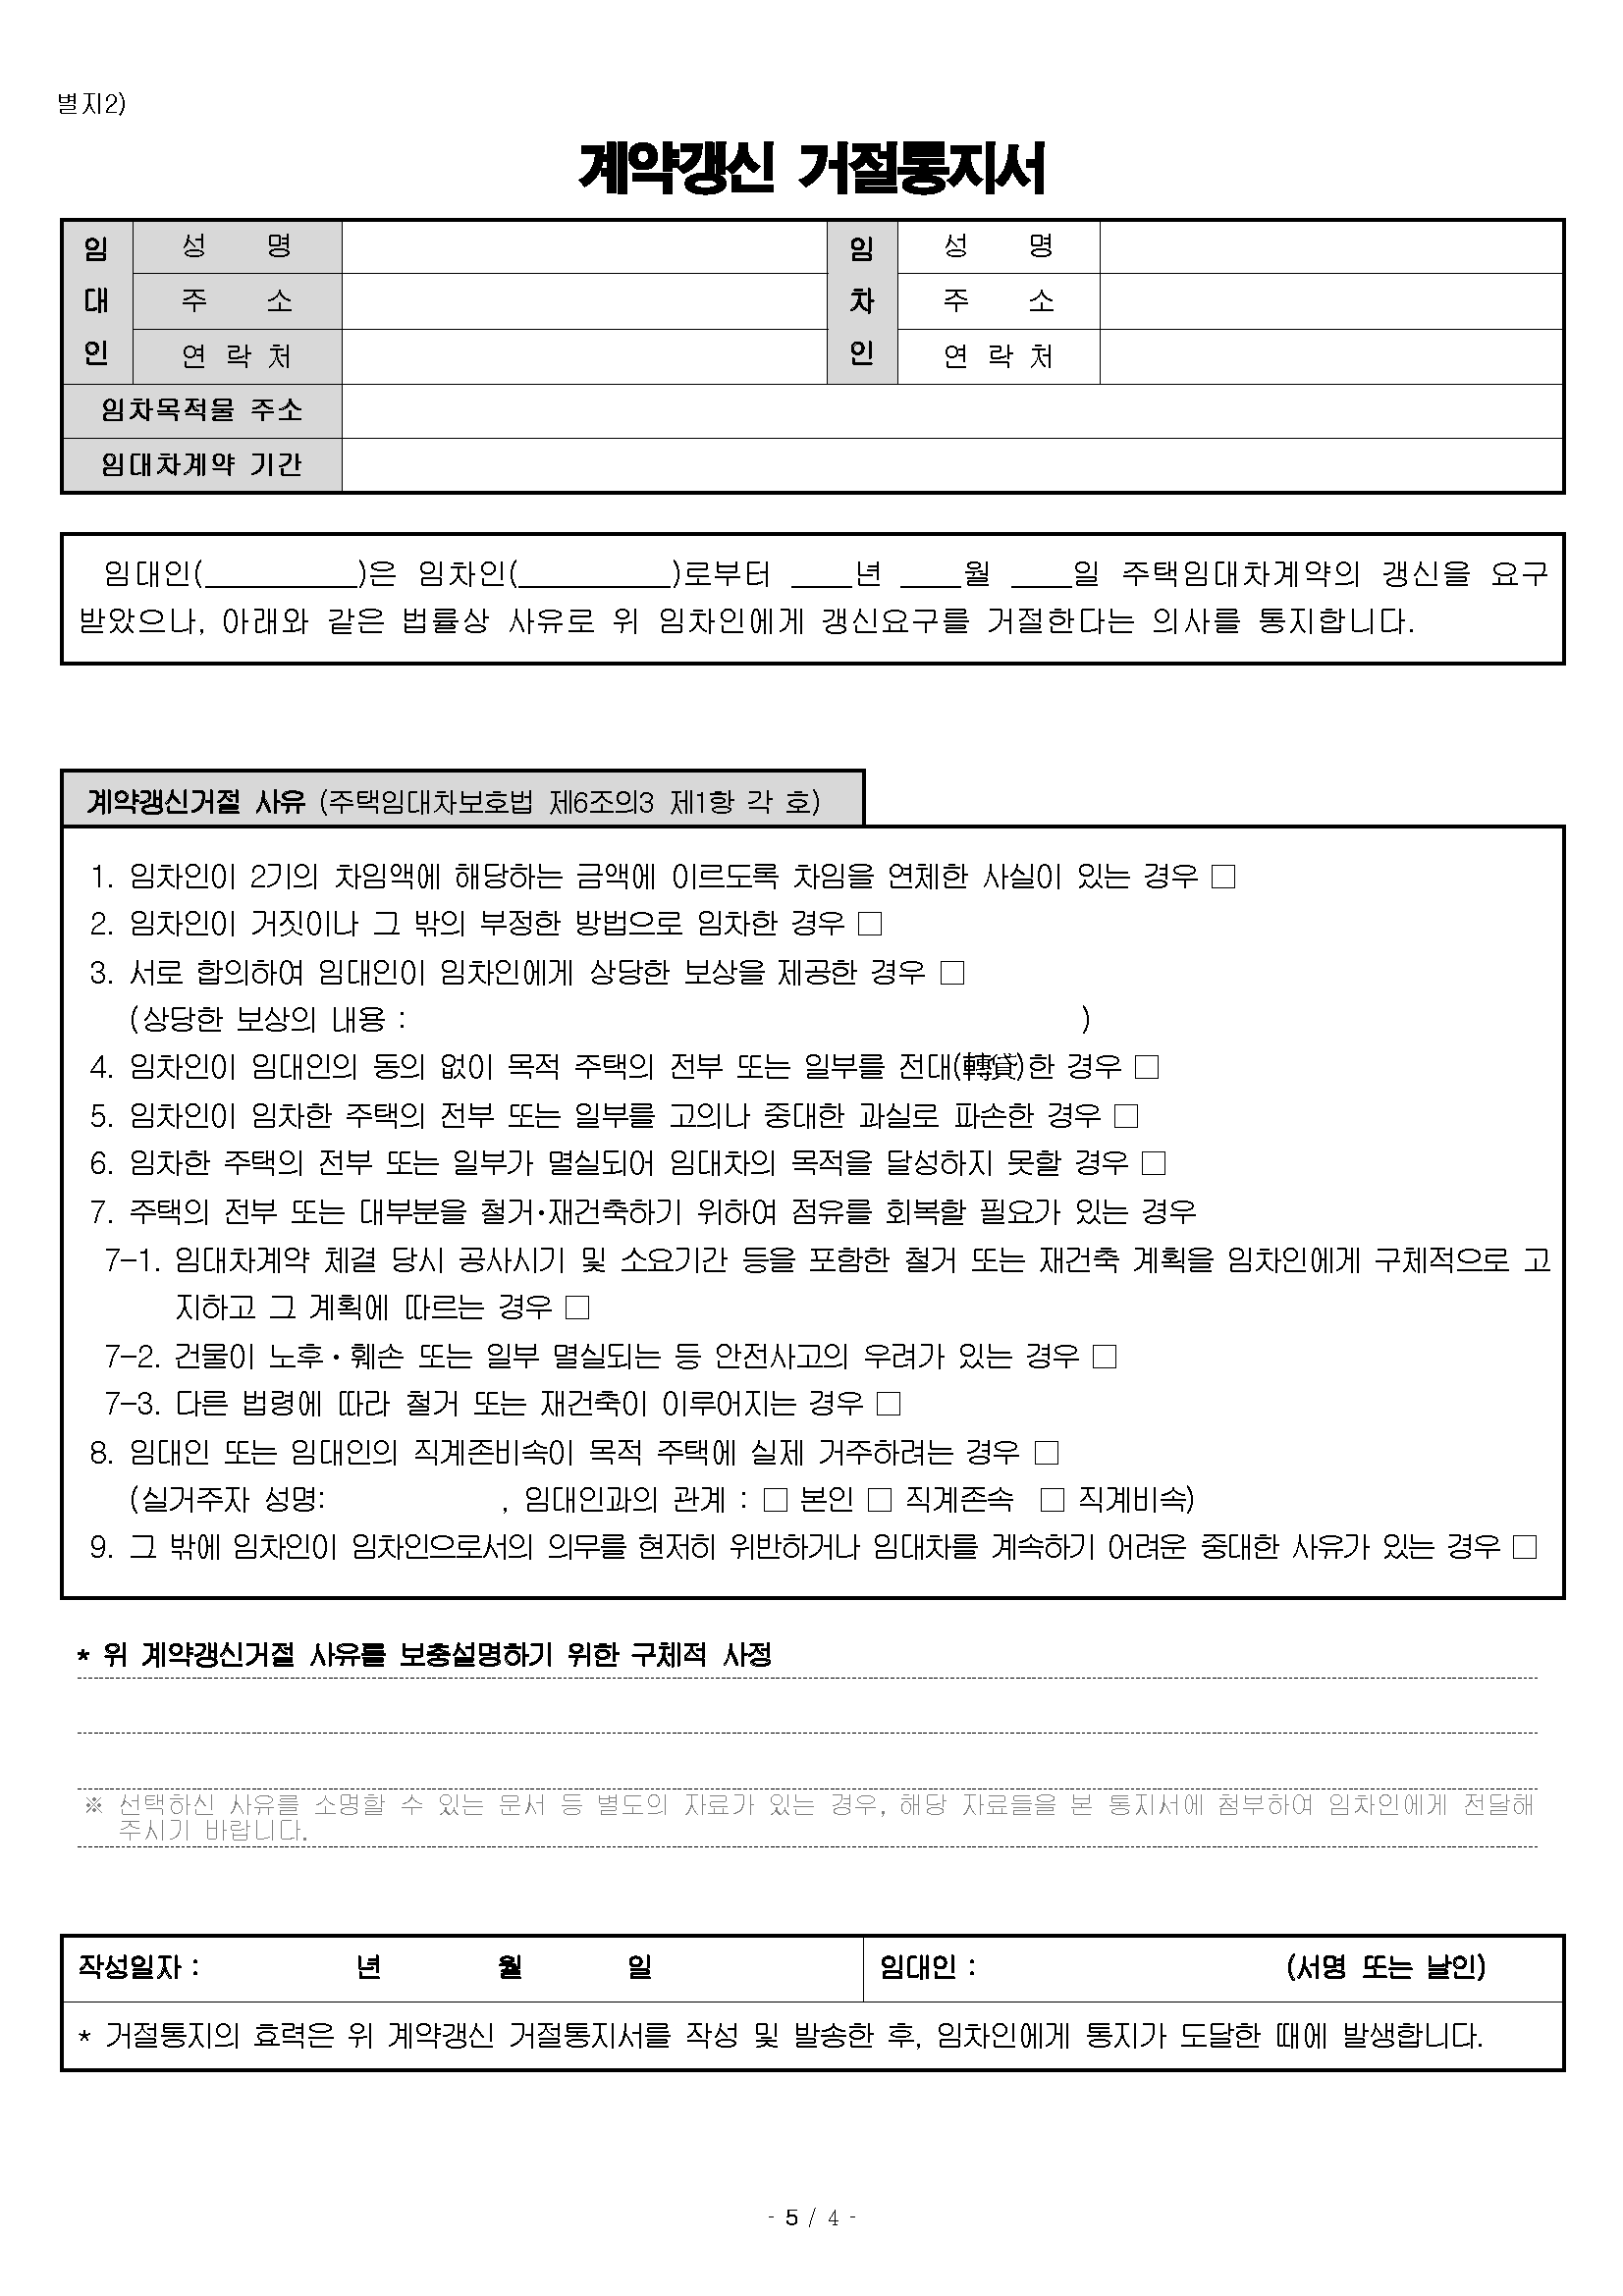 별지2)
계약갱신 거절통지서
임대인 성 명 임차인 성 명
주 소 주 소
연 락 처 연 락 처
임차목적물 주소
임대차계약 기간
임대인(__________)은 임차인(__________)로부터 ____년 ____월 ____일 주택임대차계약의 갱신을 요구
받았으나, 아래와 같은 법률상 사유로 위 임차인에게 갱신요구를 거절한다는 의사를 통지합니다.
계약갱신거절 사유 (주택임대차보호법 제6조의3 제1항 각 호)
1. 임차인이 2기의 차임액에 해당하는 금액에 이르도록 차임을 연체한 사실이 있는 경우 □
2. 임차인이 거짓이나 그 밖의 부정한 방법으로 임차한 경우 □
3. 서로 합의하여 임대인이 임차인에게 상당한 보상을 제공한 경우 □
(상당한 보상의 내용 : )
4. 임차인이 임대인의 동의 없이 목적 주택의 전부 또는 일부를 전대(轉貸)한 경우 □
5. 임차인이 임차한 주택의 전부 또는 일부를 고의나 중대한 과실로 파손한 경우 □
6. 임차한 주택의 전부 또는 일부가 멸실되어 임대차의 목적을 달성하지 못할 경우 □
7. 주택의 전부 또는 대부분을 철거·재건축하기 위하여 점유를 회복할 필요가 있는 경우
7-1. 임대차계약 체결 당시 공사시기 및 소요기간 등을 포함한 철거 또는 재건축 계획을 임차인에게 구체적으로 고
지하고 그 계획에 따르는 경우 □
7-2. 건물이 노후·훼손 또는 일부 멸실되는 등 안전사고의 우려가 있는 경우 □
7-3. 다른 법령에 따라 철거 또는 재건축이 이루어지는 경우 □
8. 임대인 또는 임대인의 직계존비속이 목적 주택에 실제 거주하려는 경우 □
(실거주자 성명: , 임대인과의 관계 : □ 본인 □ 직계존속 □ 직계비속)
9. 그 밖에 임차인이 임차인으로서의 의무를 현저히 위반하거나 임대차를 계속하기 어려운 중대한 사유가 있는 경우 □
* 위 계약갱신거절 사유를 보충설명하기 위한 구체적 사정
※ 선택하신 사유를 소명할 수 있는 문서 등 별도의 자료가 있는 경우, 해당 자료들을 본 통지서에 첨부하여 임차인에게 전달해
주시기 바랍니다.
작성일자 : 년 월 일 임대인 : (서명 또는 날인)
* 거절통지의 효력은 위 계약갱신 거절통지서를 작성 및 발송한 후, 임차인에게 통지가 도달한 때에 발생합니다.
- 5 / 4 -